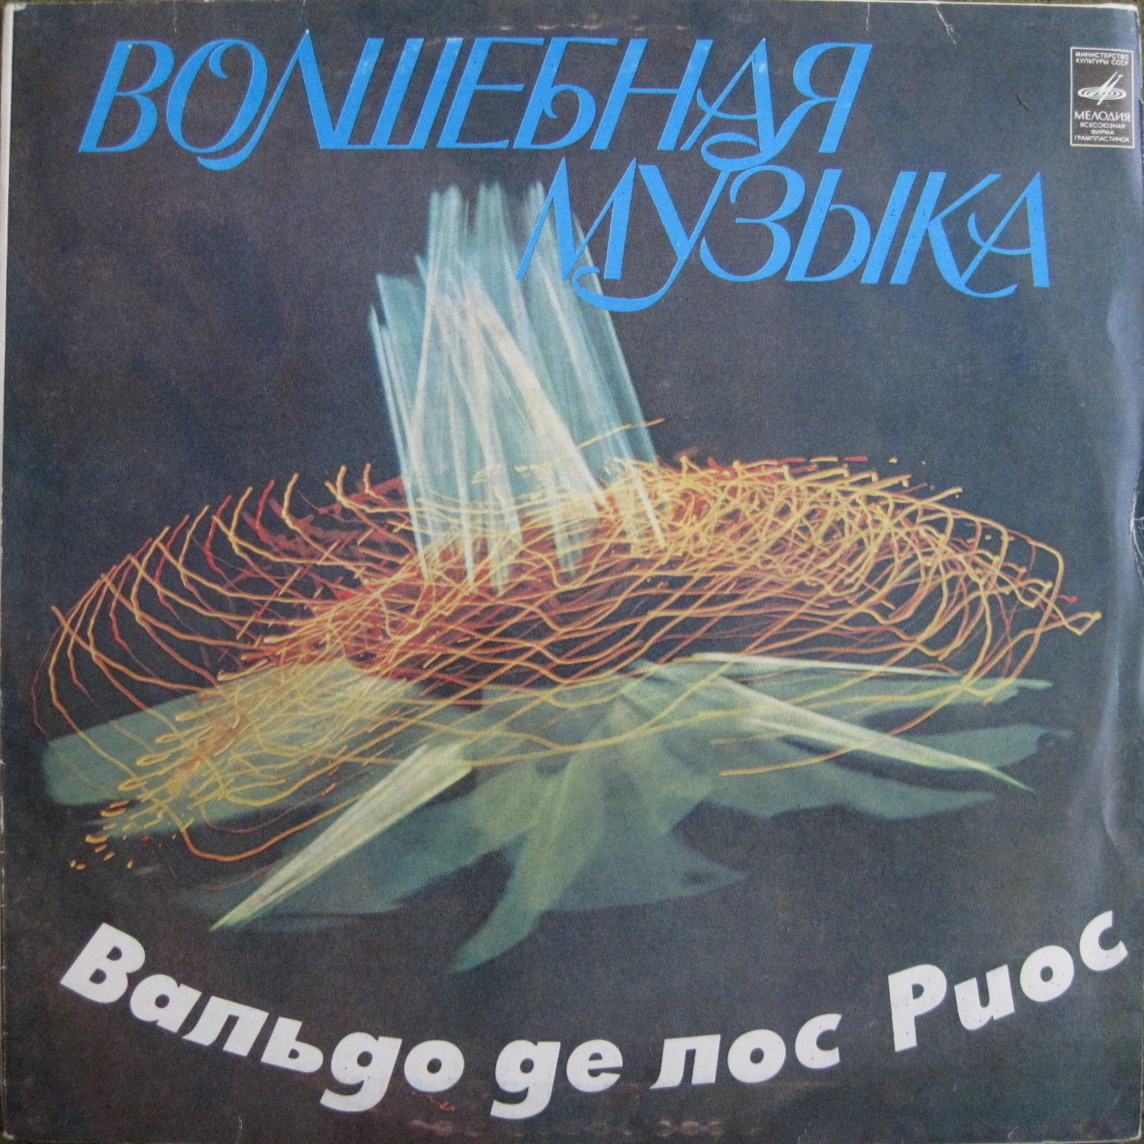 ВОЛШЕБНАЯ
МУЗЫКА
МИНИСТЕРСТВО
КУЛЬТУРЫ СССР
МЕЛОДИЯ
ВСЕСОЮЗНАЯ
ФИРМА
ГРАМПЛАСТИНОК
Вальдо де лос Риос